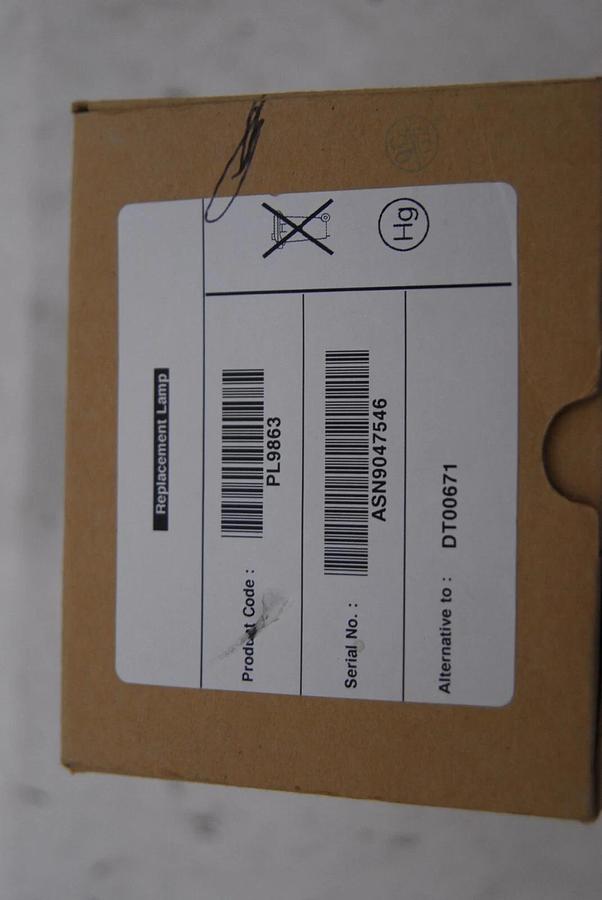 Replacement Lamp
Product Code : PL9863
Serial No. : ASN9047546
Alternative to : DT00671
Hg